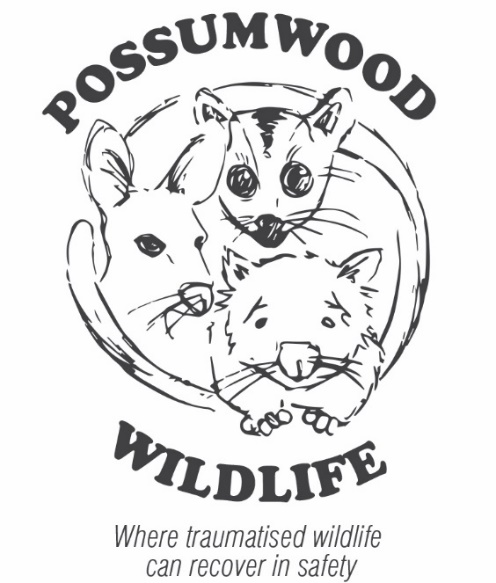 POSSUMWOOD
WILDLIFE
Where traumatised wildlife
can recover in safety